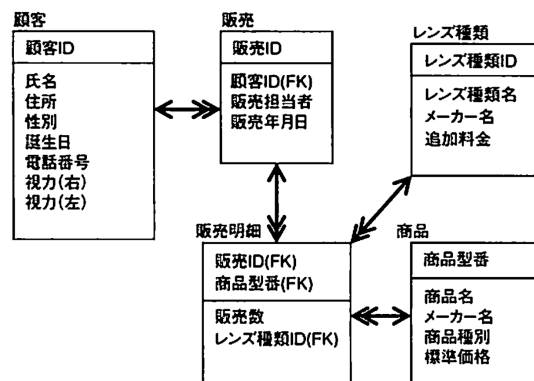 顧客
顧客ID
氏名
住所
性別
誕生日
電話番号
視力(右)
視力(左)
販売
販売ID
顧客ID(FK)
販売担当者
販売年月日
レンズ種類
レンズ種類ID
レンズ種類名
メーカー名
追加料金
販売明細
販売ID(FK)
商品型番(FK)
販売数
レンズ種類ID(FK)
商品
商品型番
商品名
メーカー名
商品種別
標準価格